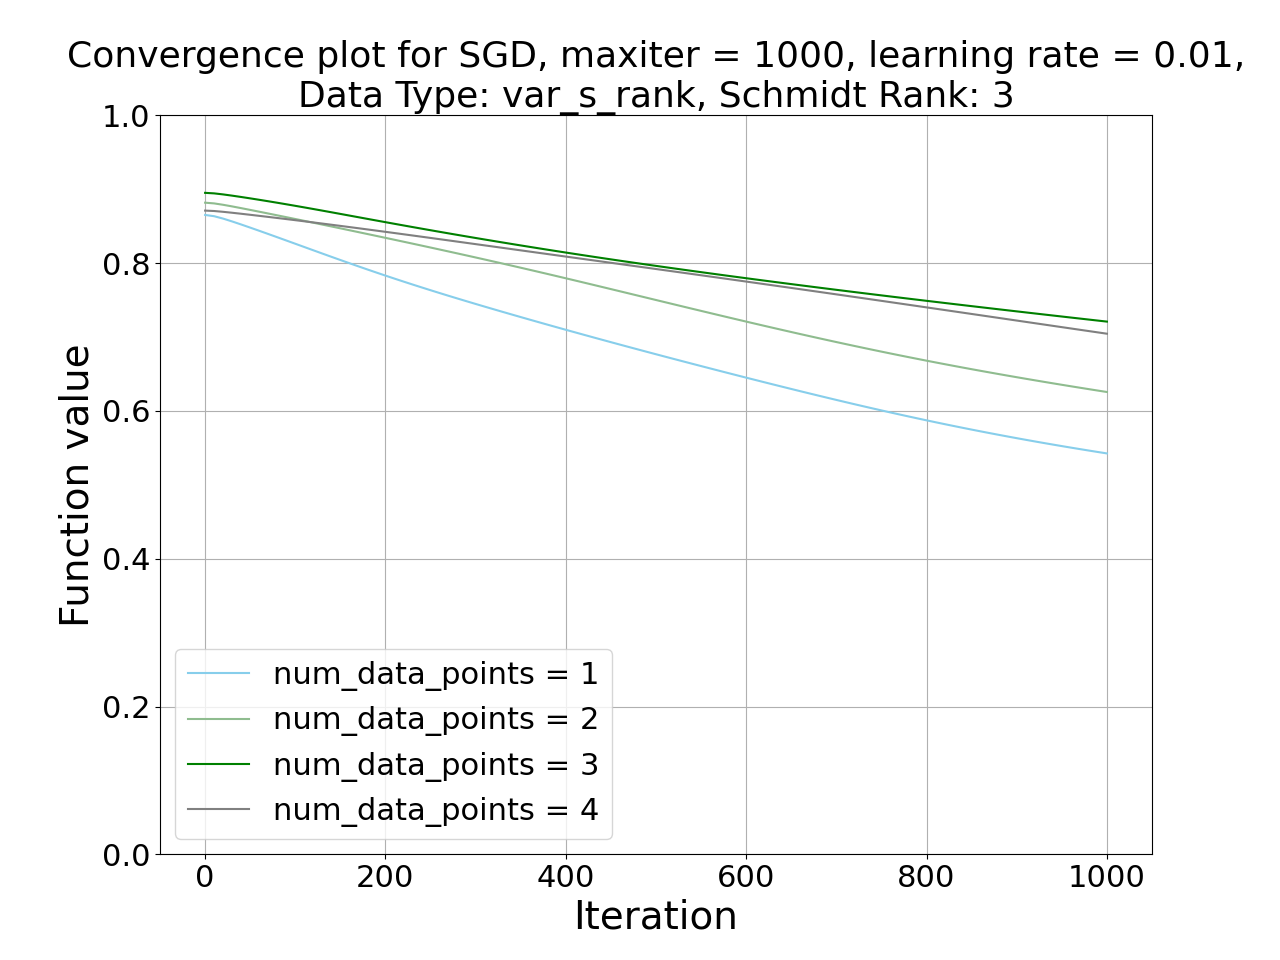 Convergence plot for SGD, maxiter = 1000, learning rate = 0.01,
Data Type: var_s_rank, Schmidt Rank: 3
1.0
0.8
0.6
0.4
0.2
0.0
Function value
num_data_points = 1
num_data_points = 2
num_data_points = 3
num_data_points = 4
0 200 400 600 800 1000
Iteration